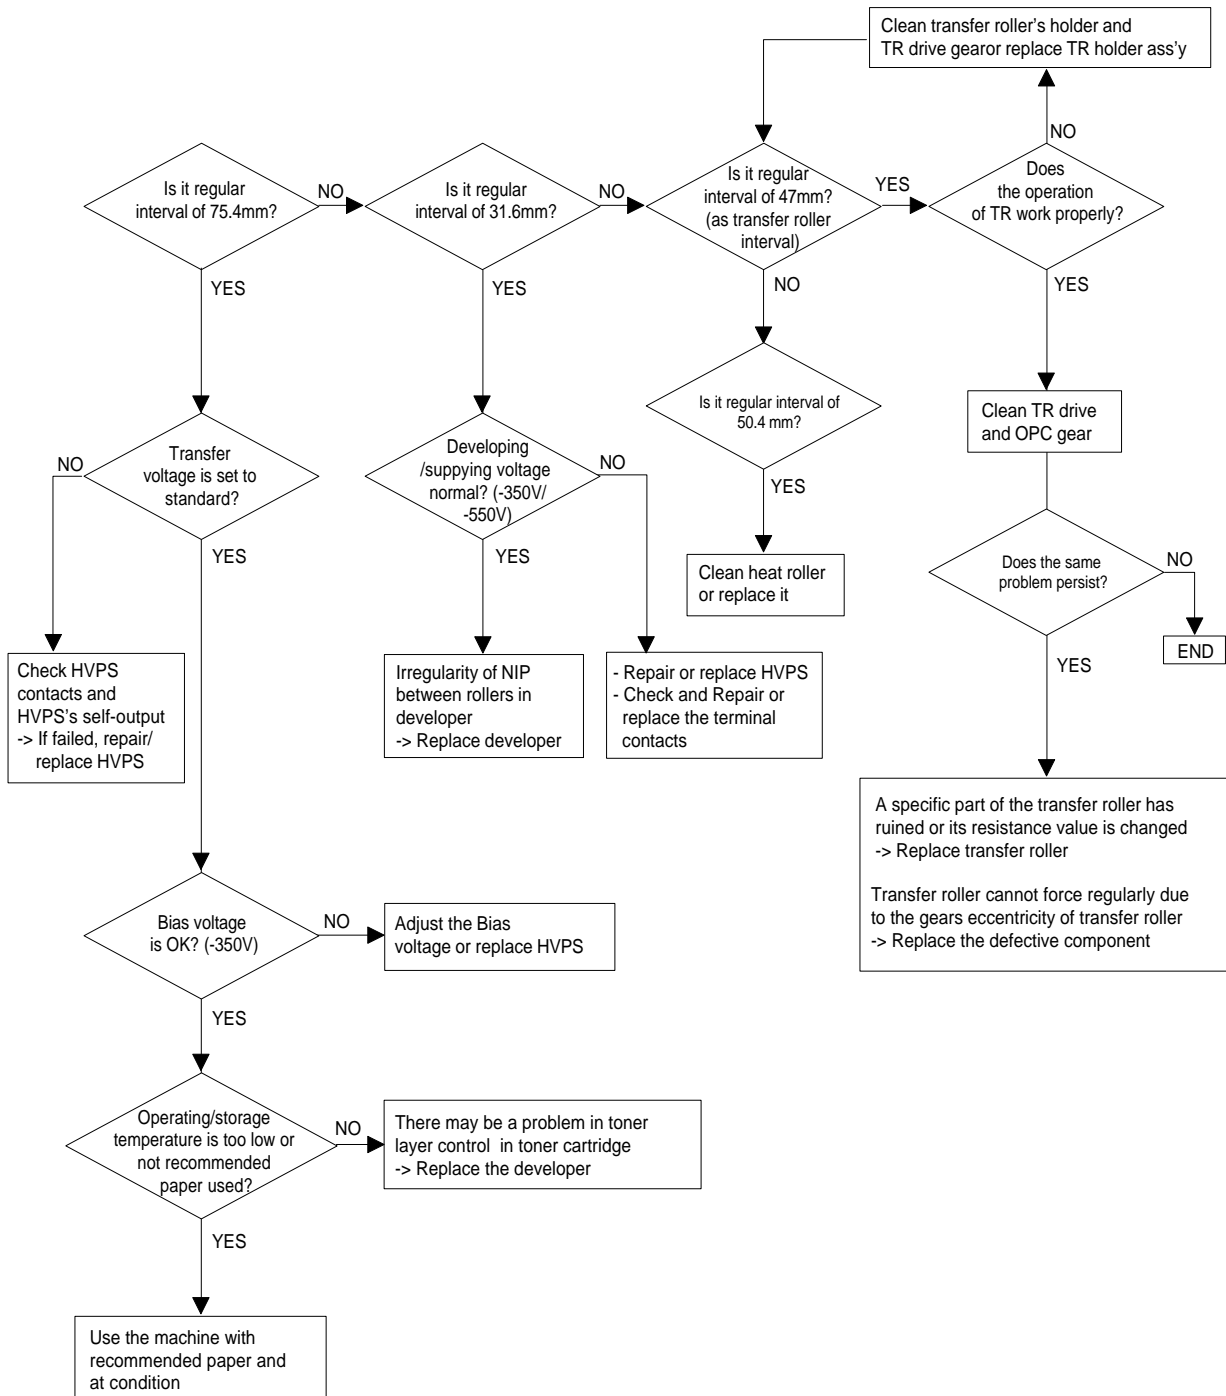 Clean transfer roller's holder and
TR drive gearor replace TR holder ass'y
NO
Is it regular
interval of 75.4mm?
NO
Is it regular
interval of 31.6mm?
NO
Is it regular
interval of 47mm?
(as transfer roller
interval)
YES
Does
the operation
of TR work properly?
YES
YES
NO
YES
Is it regular interval of
50.4 mm?
Clean TR drive
and OPC gear
NO
Transfer
voltage is set to
standard?
Developing
/suppying voltage
normal? (-350V/
-550V)
NO
YES
YES
YES
Clean heat roller
or replace it
Does the same
problem persist?
NO
END
YES
Check HVPS
contacts and
HVPS's self-output
-> If failed, repair/
replace HVPS
Irregularity of NIP
between rollers in
developer
-> Replace developer
- Repair or replace HVPS
- Check and Repair or
replace the terminal
contacts
A specific part of the transfer roller has
ruined or its resistance value is changed
-> Replace transfer roller
Transfer roller cannot force regularly due
to the gears eccentricity of transfer roller
-> Replace the defective component
Bias voltage
is OK? (-350V)
NO
Adjust the Bias
voltage or replace HVPS
YES
Operating/storage
temperature is too low or
not recommended
paper used?
NO
There may be a problem in toner
layer control in toner cartridge
-> Replace the developer
YES
Use the machine with
recommended paper and
at condition